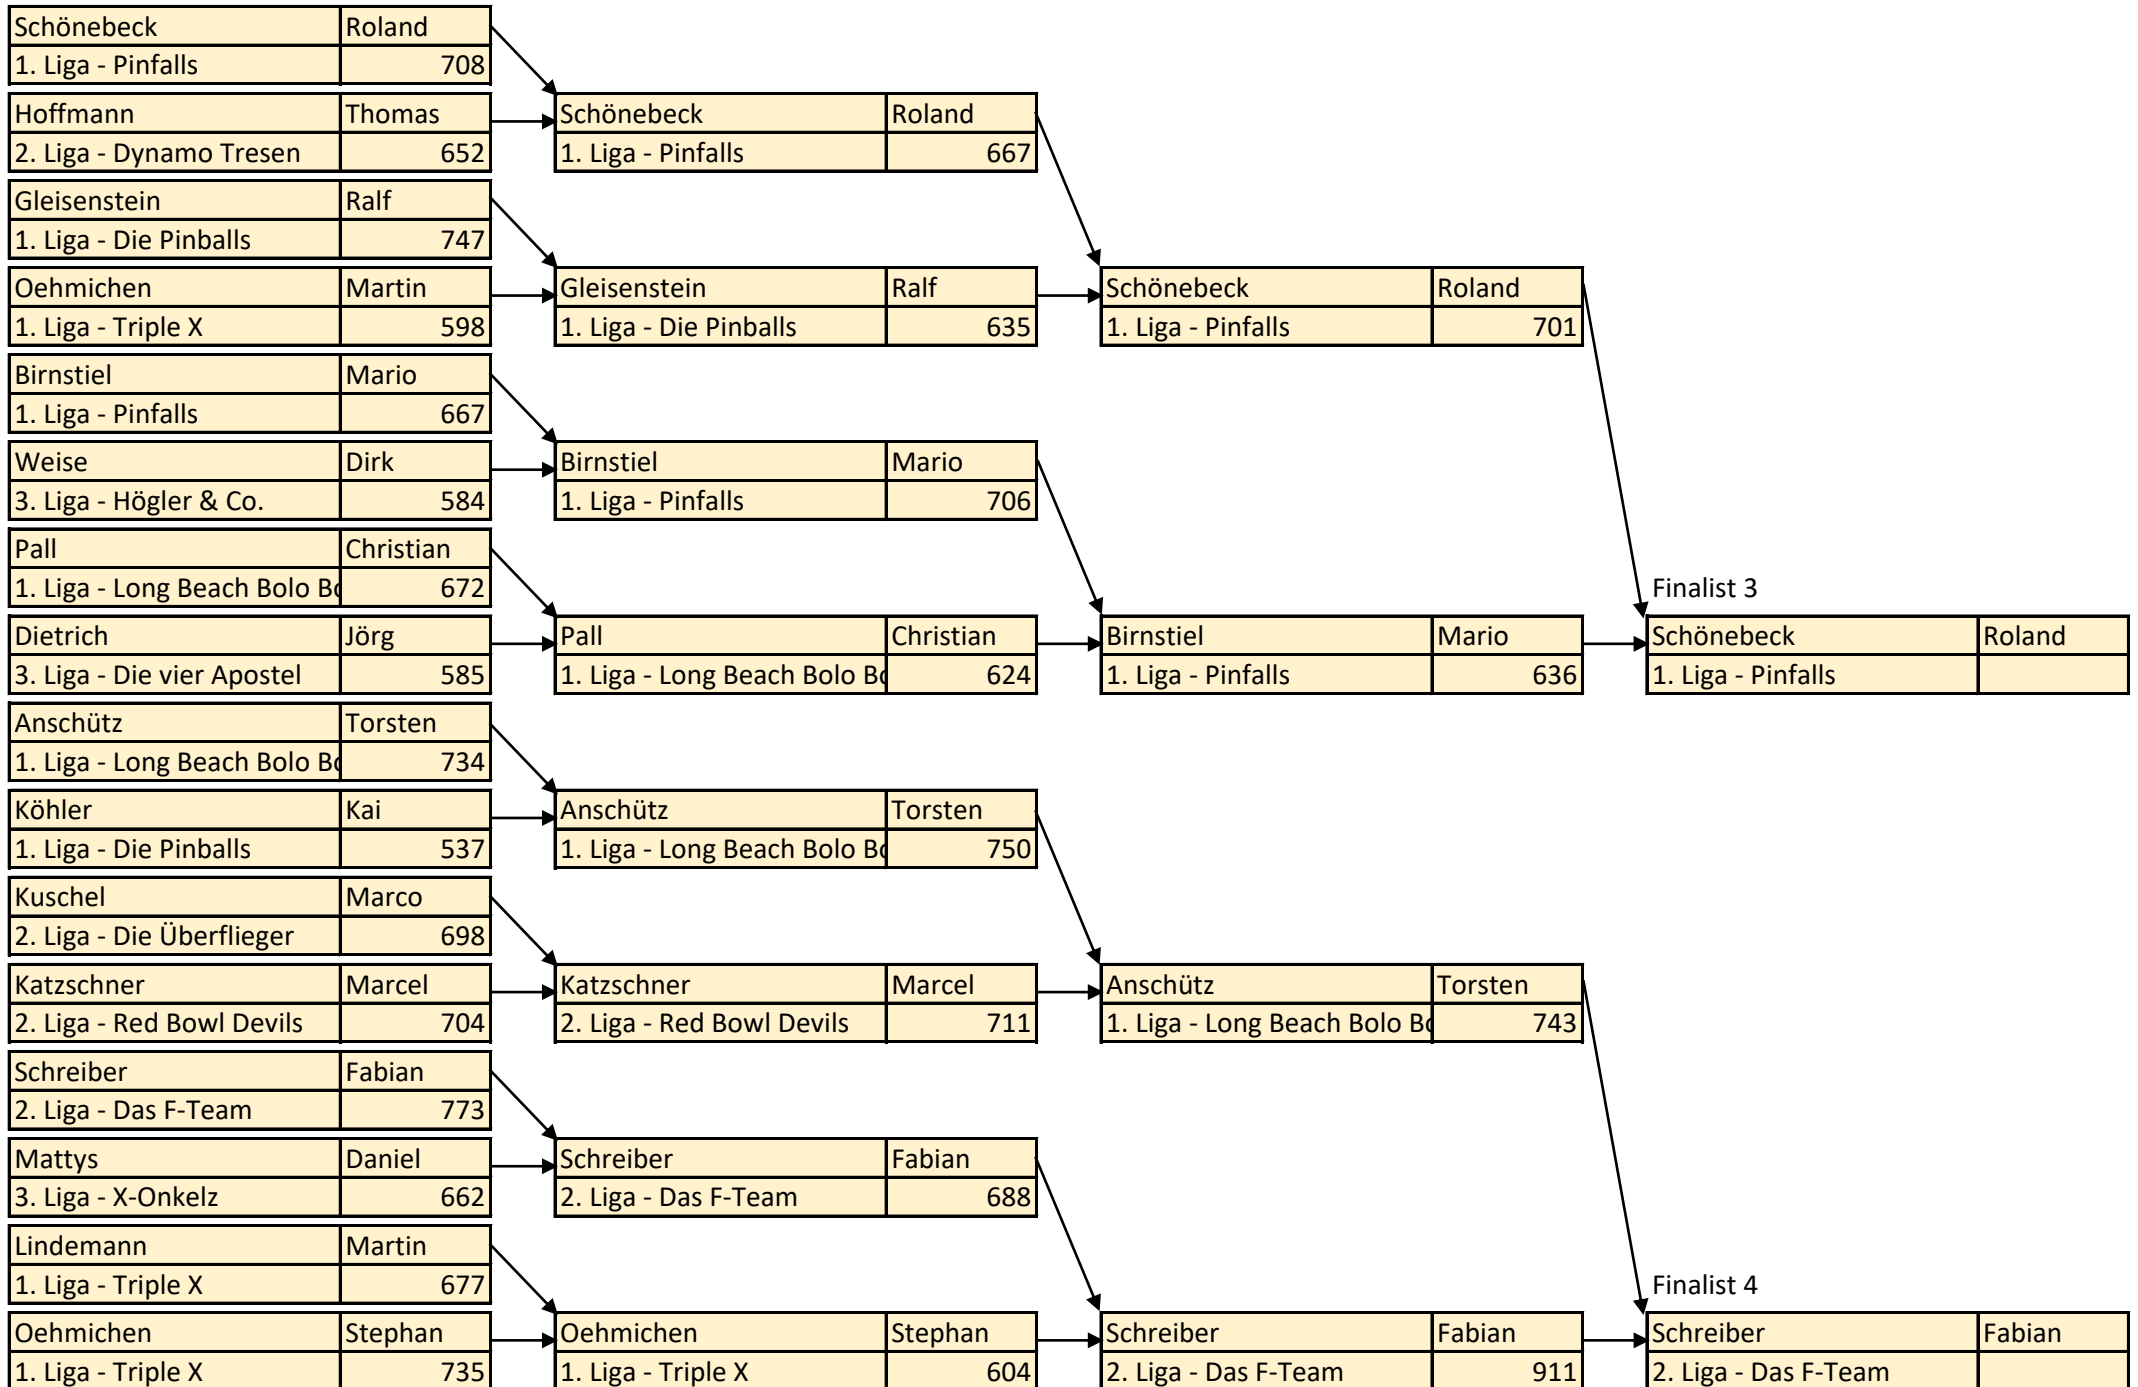 Schönebeck Roland
1. Liga - Pinfalls 708
Hoffmann Thomas Schönebeck Roland
2. Liga - Dynamo Tresen 652 1. Liga - Pinfalls 667
Gleisenstein Ralf
1. Liga - Die Pinballs 747
Oehmichen Martin Gleisenstein Ralf Schönebeck Roland
1. Liga - Triple X 598 1. Liga - Die Pinballs 635 1. Liga - Pinfalls 701
Birnstiel Mario
1. Liga - Pinfalls 667
Weise Dirk Birnstiel Mario
3. Liga - Högler & Co. 584 1. Liga - Pinfalls 706
Pall Christian
1. Liga - Long Beach Bolo 672 Finalist 3
Dietrich Jörg Pall Christian Birnstiel Mario Schönebeck Roland
3. Liga - Die vier Apostel 585 1. Liga - Long Beach Bolo 624 1. Liga - Pinfalls 636 1. Liga - Pinfalls
Anschütz Torsten
1. Liga - Long Beach Bolo 734
Köhler Kai Anschütz Torsten
1. Liga - Die Pinballs 537 1. Liga - Long Beach Bolo 750
Kuschel Marco
2. Liga - Die Überflieger 698
Katzschner Marcel Katzschner Marcel Anschütz Torsten
2. Liga - Red Bowl Devils 704 2. Liga - Red Bowl Devils 711 1. Liga - Long Beach Bolo 743
Schreiber Fabian
2. Liga - Das F-Team 773
Mattys Daniel Schreiber Fabian
3. Liga - X-Onkelz 662 2. Liga - Das F-Team 688
Lindemann Martin
1. Liga - Triple X 677 Finalist 4
Oehmichen Stephan Oehmichen Stephan Schreiber Fabian Schreiber Fabian
1. Liga - Triple X 735 1. Liga - Triple X 604 2. Liga - Das F-Team 911 2. Liga - Das F-Team